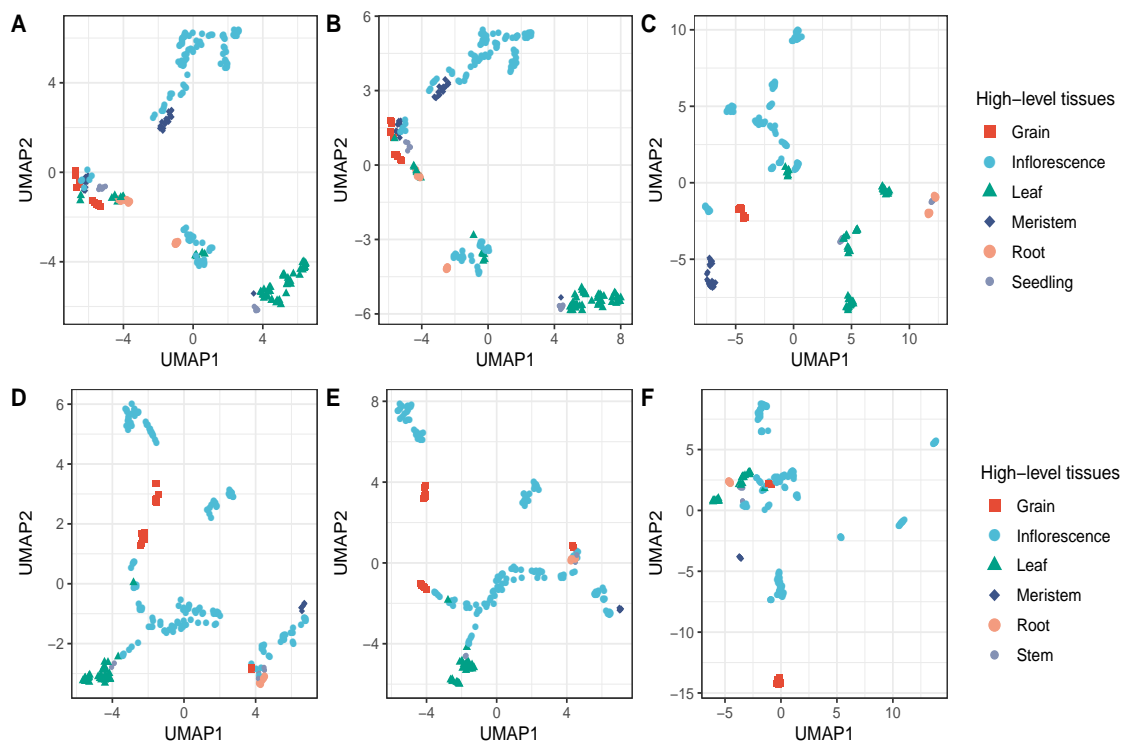 A
B
C
6
10
4
3
5
0
0
0
−3
−5
−4
−6
−4
0
4
−4
0
4
8
−5
0
5
10
UMAP1
UMAP1
UMAP1
UMAP2
UMAP2
UMAP2
High−level tissues
Grain
Inflorescence
Leaf
Meristem
Root
Seedling
D
E
F
6
8
5
4
4
0
2
0
−5
0
−10
−2
−4
−15
−4
0
4
−4
0
4
−5
0
5
10
UMAP1
UMAP1
UMAP1
UMAP2
UMAP2
UMAP2
High−level tissues
Grain
Inflorescence
Leaf
Meristem
Root
Stem